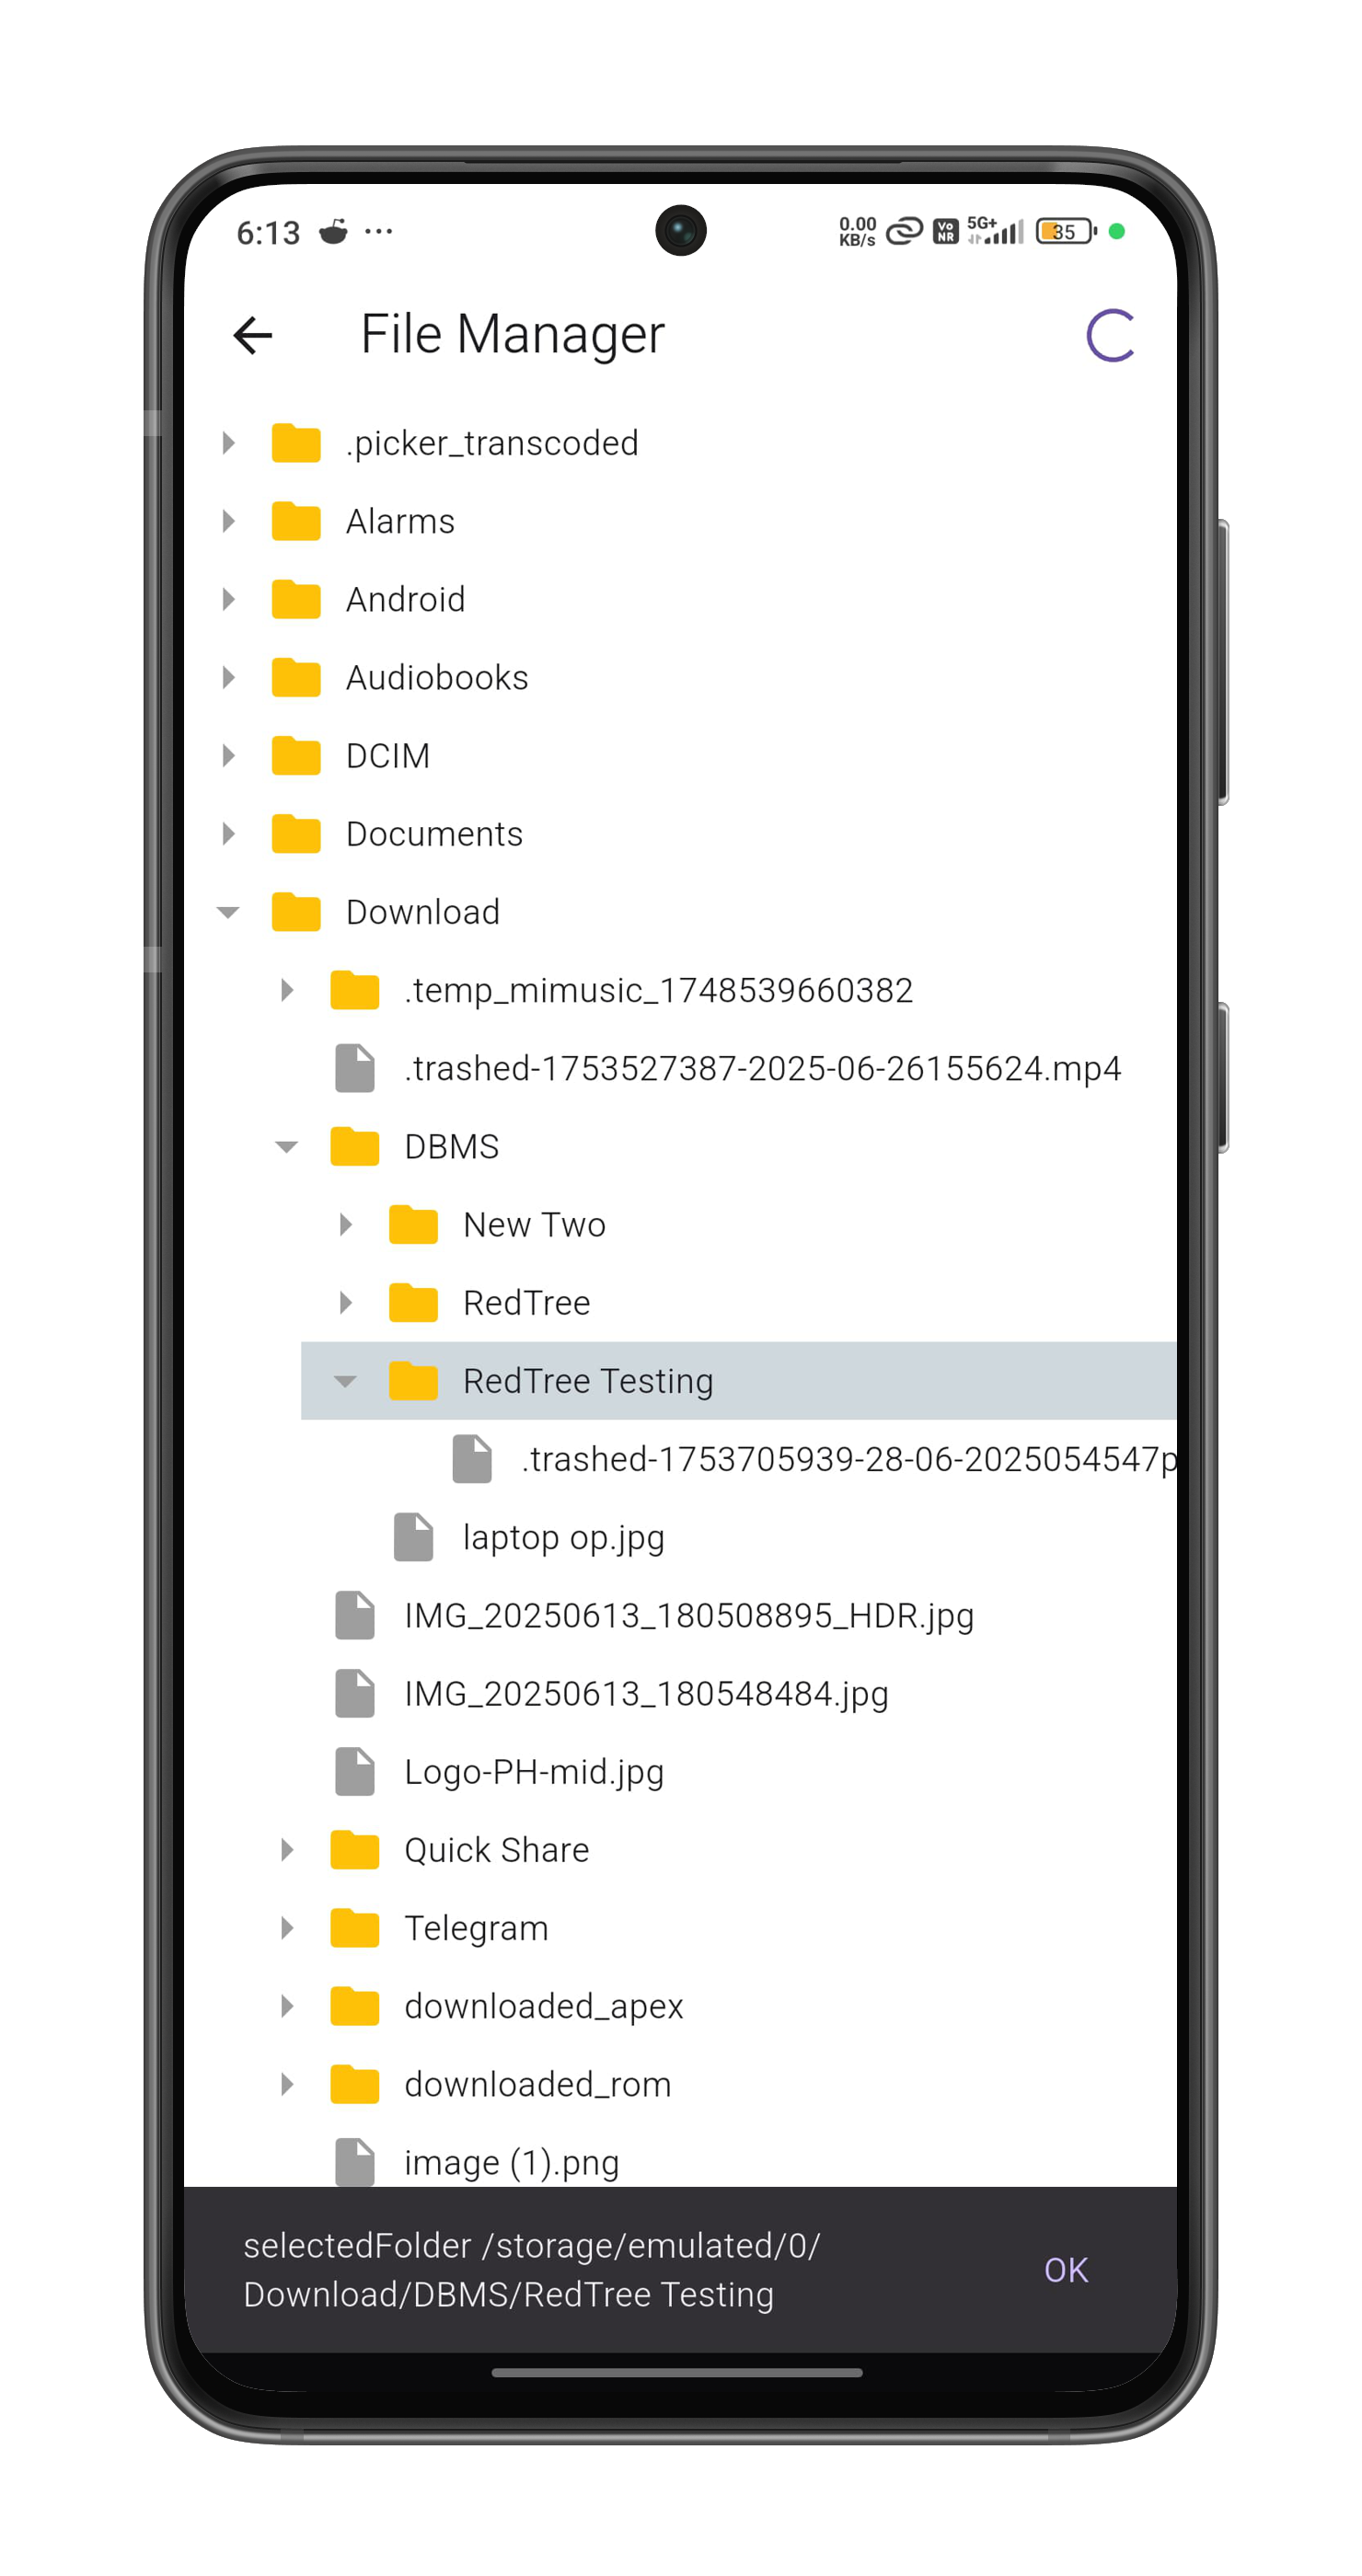 6:13 ... 0.00 KB/s Vo NR 5G+ 35
File Manager
.picker_transcoded
Alarms
Android
Audiobooks
DCIM
Documents
Download
.temp_mimusic_1748539660382
.trashed-1753527387-2025-06-26155624.mp4
DBMS
New Two
RedTree
RedTree Testing
.trashed-1753705939-28-06-2025054547p
laptop op.jpg
IMG_20250613_180508895_HDR.jpg
IMG_20250613_180548484.jpg
Logo-PH-mid.jpg
Quick Share
Telegram
downloaded_apex
downloaded_rom
image (1).png
selectedFolder /storage/emulated/0/
Download/DBMS/RedTree Testing
OK